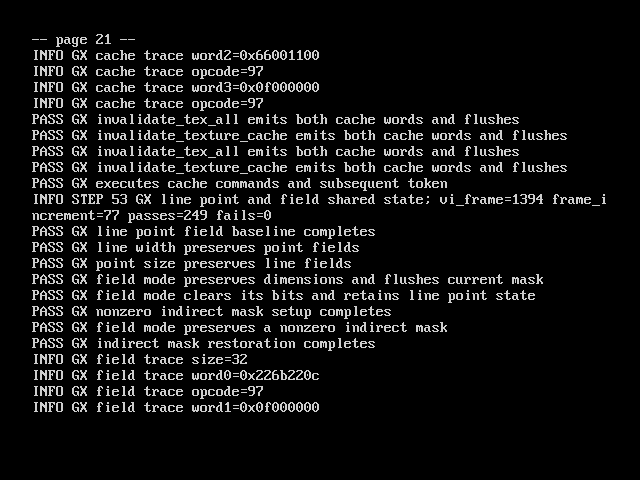 -- page 21 --
INFO GX cache trace word2=0x66001100
INFO GX cache trace opcode=97
INFO GX cache trace word3=0x0f000000
INFO GX cache trace opcode=97
PASS GX invalidate_tex_all emits both cache words and flushes
PASS GX invalidate_texture_cache emits both cache words and flushes
PASS GX invalidate_tex_all emits both cache words and flushes
PASS GX invalidate_texture_cache emits both cache words and flushes
PASS GX executes cache commands and subsequent token
INFO STEP 53 GX line point and field shared state; vi_frame=1394 frame_i
ncrement=77 passes=249 fails=0
PASS GX line point field baseline completes
PASS GX line width preserves point fields
PASS GX point size preserves line fields
PASS GX field mode preserves dimensions and flushes current mask
PASS GX field mode clears its bits and retains line point state
PASS GX nonzero indirect mask setup completes
PASS GX field mode preserves a nonzero indirect mask
PASS GX indirect mask restoration completes
INFO GX field trace size=32
INFO GX field trace word0=0x226b220c
INFO GX field trace opcode=97
INFO GX field trace word1=0x0f000000